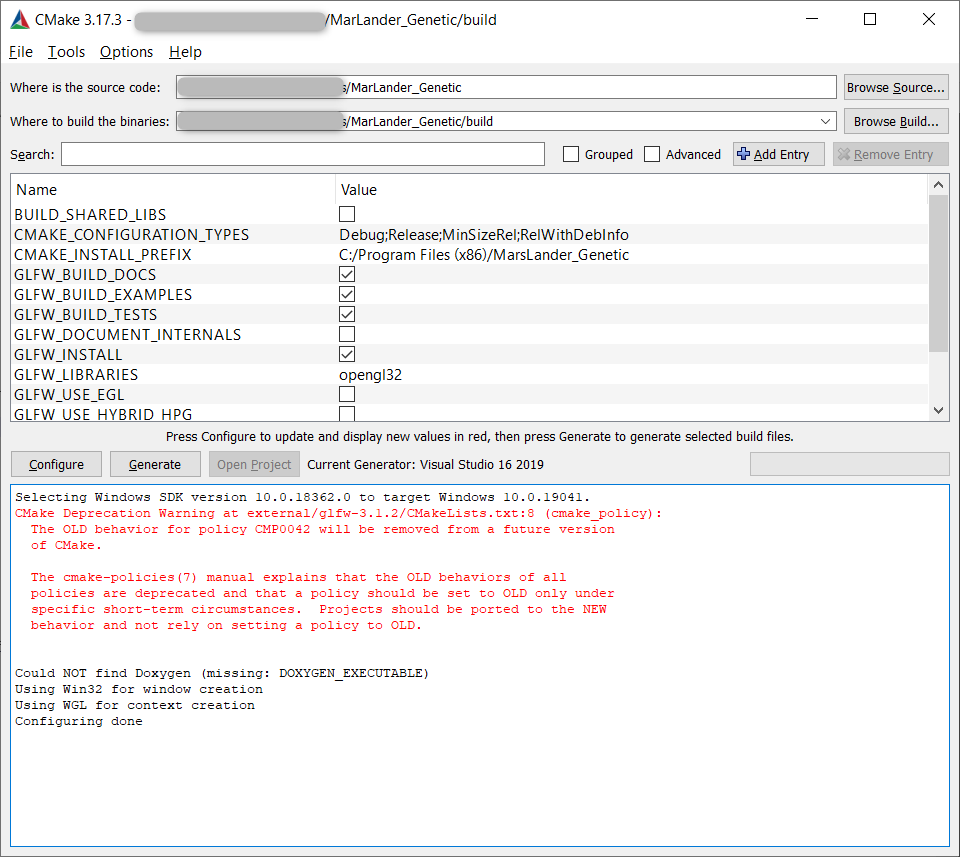 CMake 3.17.3 - /MarLander_Genetic/build
File Tools Options Help
Where is the source code: s/MarLander_Genetic Browse Source...
Where to build the binaries: s/MarLander_Genetic/build Browse Build...
Search: Grouped Advanced Add Entry Remove Entry
Name Value
BUILD_SHARED_LIBS
CMAKE_CONFIGURATION_TYPES Debug;Release;MinSizeRel;RelWithDebInfo
CMAKE_INSTALL_PREFIX C:/Program Files (x86)/MarsLander_Genetic
GLFW_BUILD_DOCS
GLFW_BUILD_EXAMPLES
GLFW_BUILD_TESTS
GLFW_DOCUMENT_INTERNALS
GLFW_INSTALL
GLFW_LIBRARIES opengl32
GLFW_USE_EGL
GLFW_USE_HYBRID_HPG
Press Configure to update and display new values in red, then press Generate to generate selected build files.
Configure Generate Open Project Current Generator: Visual Studio 16 2019
Selecting Windows SDK version 10.0.18362.0 to target Windows 10.0.19041.
CMake Deprecation Warning at external/glfw-3.1.2/CMakeLists.txt:8 (cmake_policy):
The OLD behavior for policy CMP0042 will be removed from a future version
of CMake.
The cmake-policies(7) manual explains that the OLD behaviors of all
policies are deprecated and that a policy should be set to OLD only under
specific short-term circumstances.  Projects should be ported to the NEW
behavior and not rely on setting a policy to OLD.
Could NOT find Doxygen (missing: DOXYGEN_EXECUTABLE)
Using Win32 for window creation
Using WGL for context creation
Configuring done